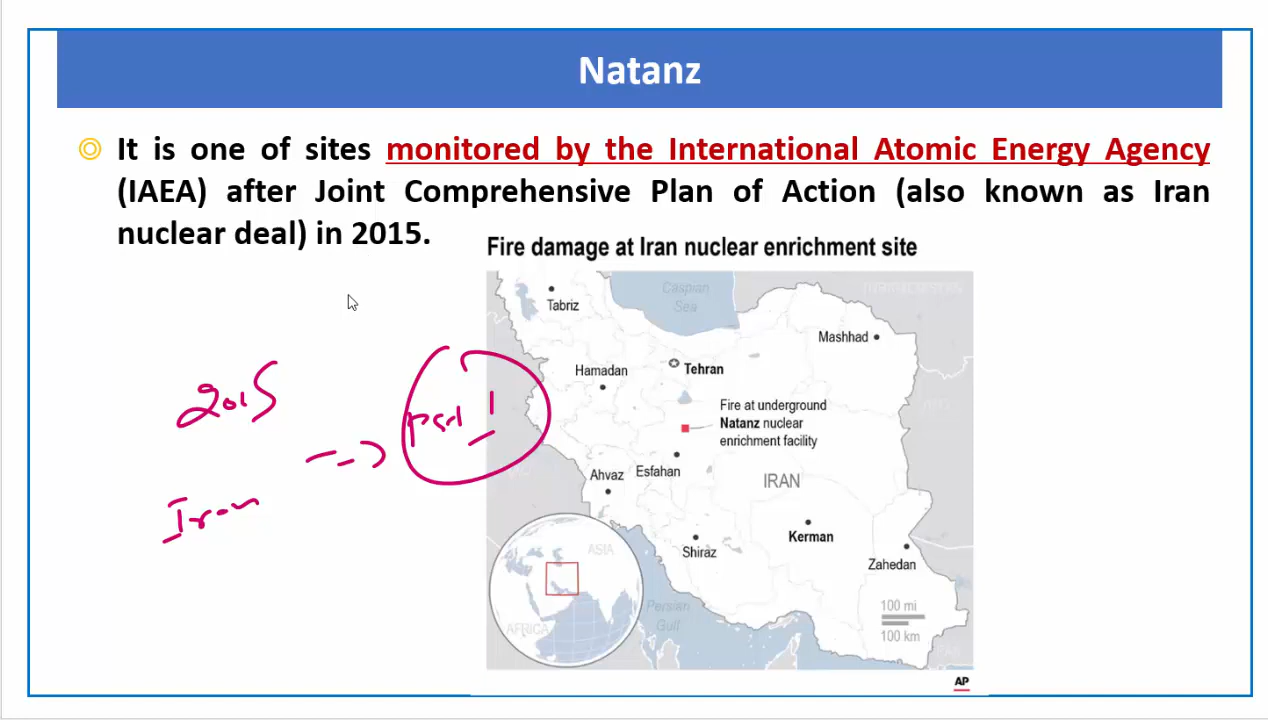 Natanz
It is one of sites monitored by the International Atomic Energy Agency
(IAEA) after Joint Comprehensive Plan of Action (also known as Iran
nuclear deal) in 2015.
Fire damage at Iran nuclear enrichment site
Caspian
Sea
Tabriz
Mashhad
Tehran
Hamadan
Fire at underground
Natanz nuclear
enrichment facility
Esfahan
Ahvaz
IRAN
Kerman
Shiraz
Zahedan
ASIA
AFRICA
Persian
Gulf
100 mi
100 km
AP
2015
Iran